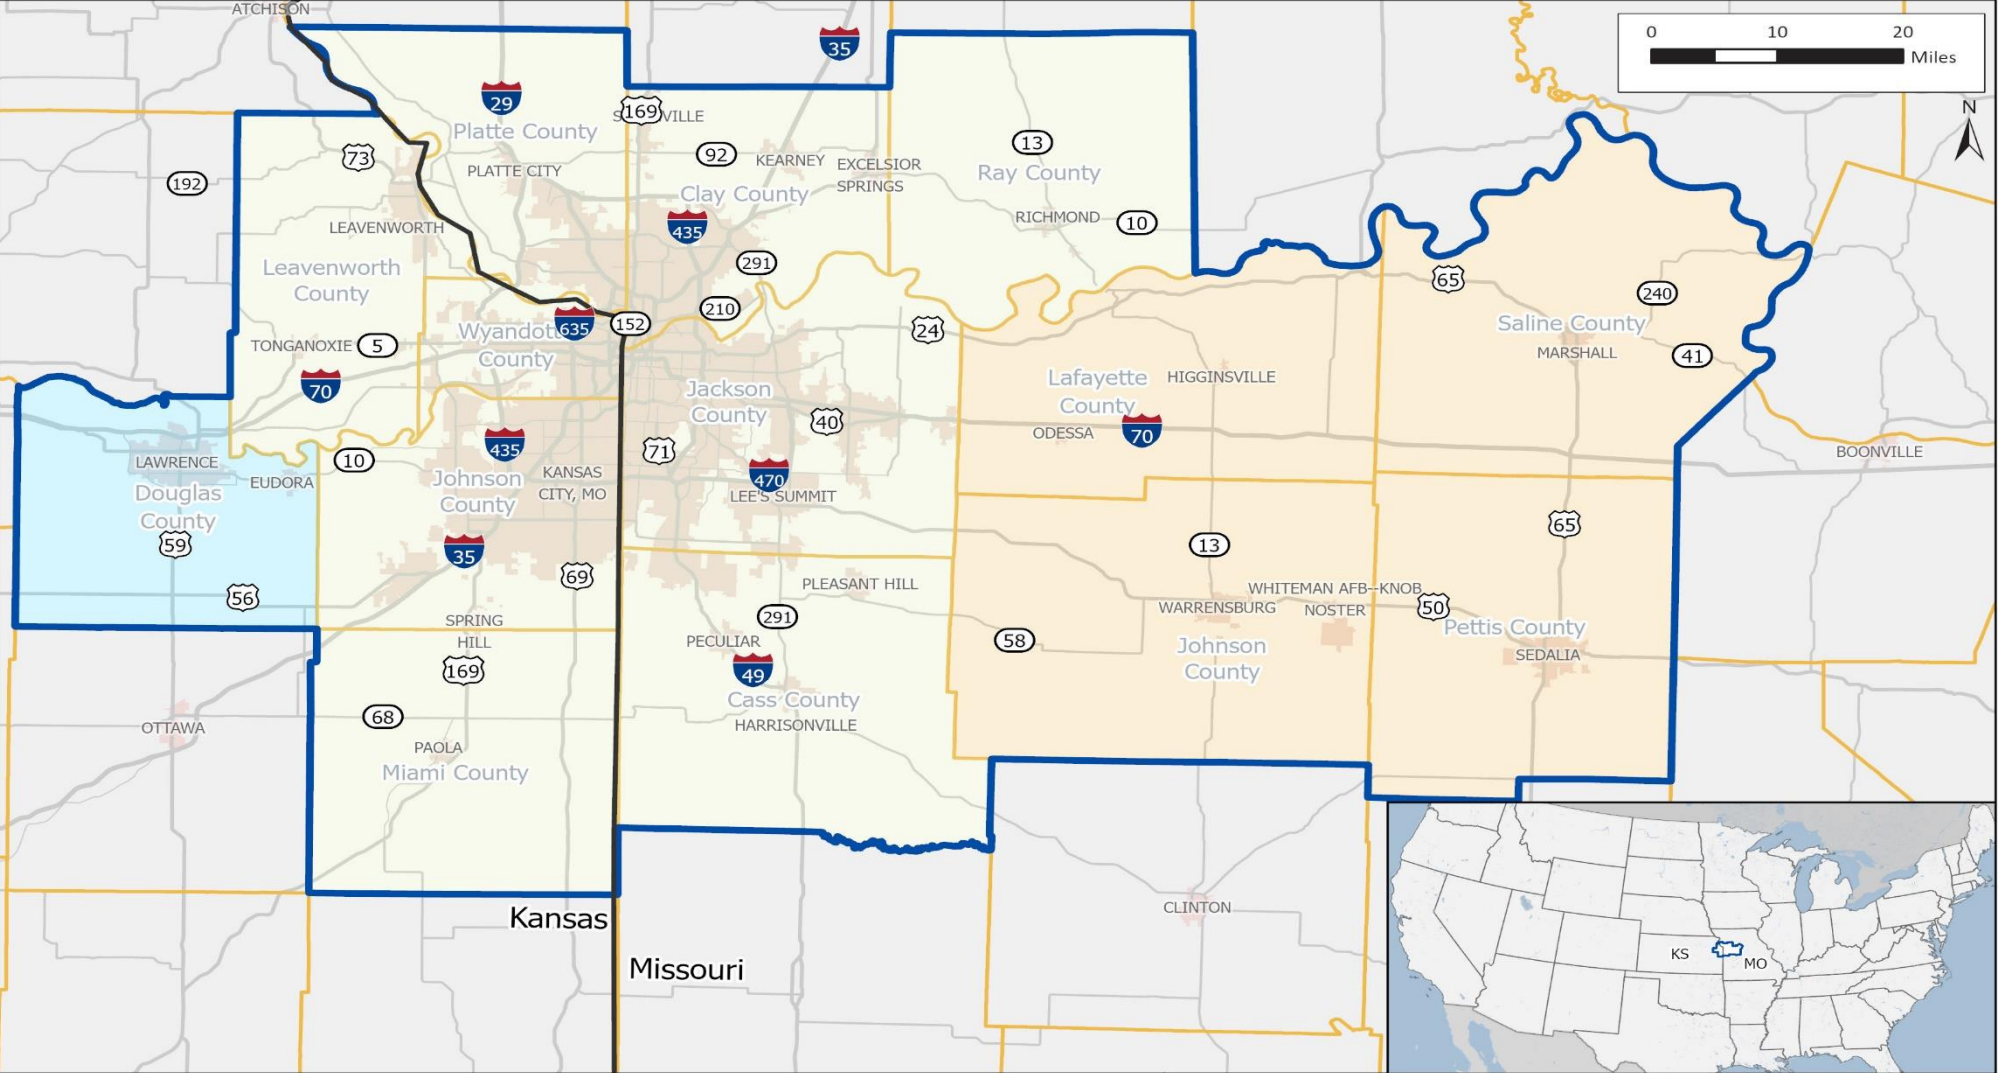 ATCHISON
35
0 10 20
Miles
N
29
169
Platte County
73
92
KEARNEY
EXCELSIOR
SPRINGS
13
Ray County
PLATTE CITY
192
Clay County
RICHMOND
10
LEAVENWORTH
435
291
Leavenworth
County
65
240
210
Saline County
635
152
24
Wyandott
County
TONGANOXIE
5
MARSHALL
41
70
Jackson
County
Lafayette
County
HIGGINSVILLE
40
ODESSA
70
435
71
10
LAWRENCE
EUDORA
BOONVILLE
Johnson
County
KANSAS
CITY, MO
470
LEE'S SUMMIT
Douglas
County
59
35
65
13
69
56
PLEASANT HILL
WHITEMAN AFB--KNOB
NOSTER
WARRENSBURG
50
SPRING
HILL
291
PECULIAR
58
Pettis County
Johnson
County
SEDALIA
169
49
Cass County
HARRISONVILLE
68
OTTAWA
PAOLA
Miami County
CLINTON
Kansas
Missouri
KS
MO